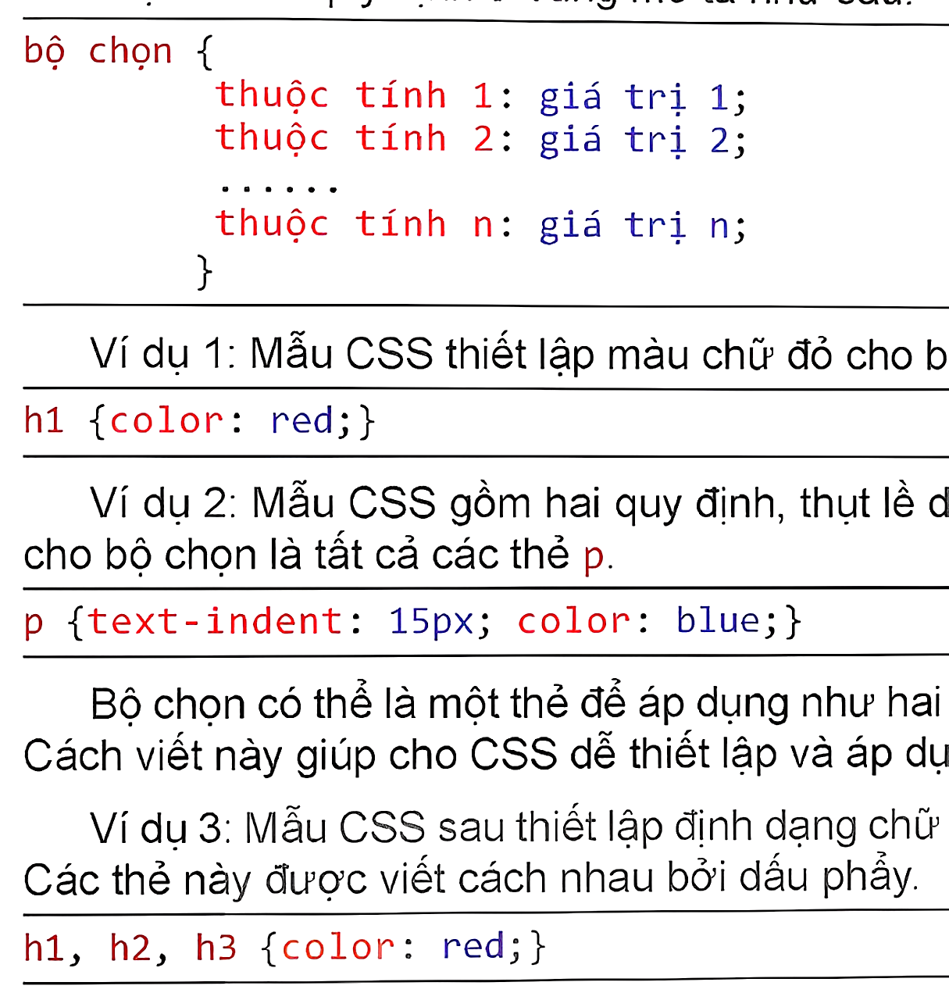 bộ chọn {
thuộc tính 1: giá trị 1;
thuộc tính 2: giá trị 2;
......
thuộc tính n: giá trị n;
}
Ví dụ 1: Mẫu CSS thiết lập màu chữ đỏ cho b
h1 {color: red;}
Ví dụ 2: Mẫu CSS gồm hai quy định, thụt lề d
cho bộ chọn là tất cả các thẻ p.
p {text-indent: 15px; color: blue;}
Bộ chọn có thể là một thẻ để áp dụng như hai
Cách viết này giúp cho CSS dễ thiết lập và áp dụ
Ví dụ 3: Mẫu CSS sau thiết lập định dạng chữ
Các thẻ này được viết cách nhau bởi dấu phẩy.
h1, h2, h3 {color: red;}